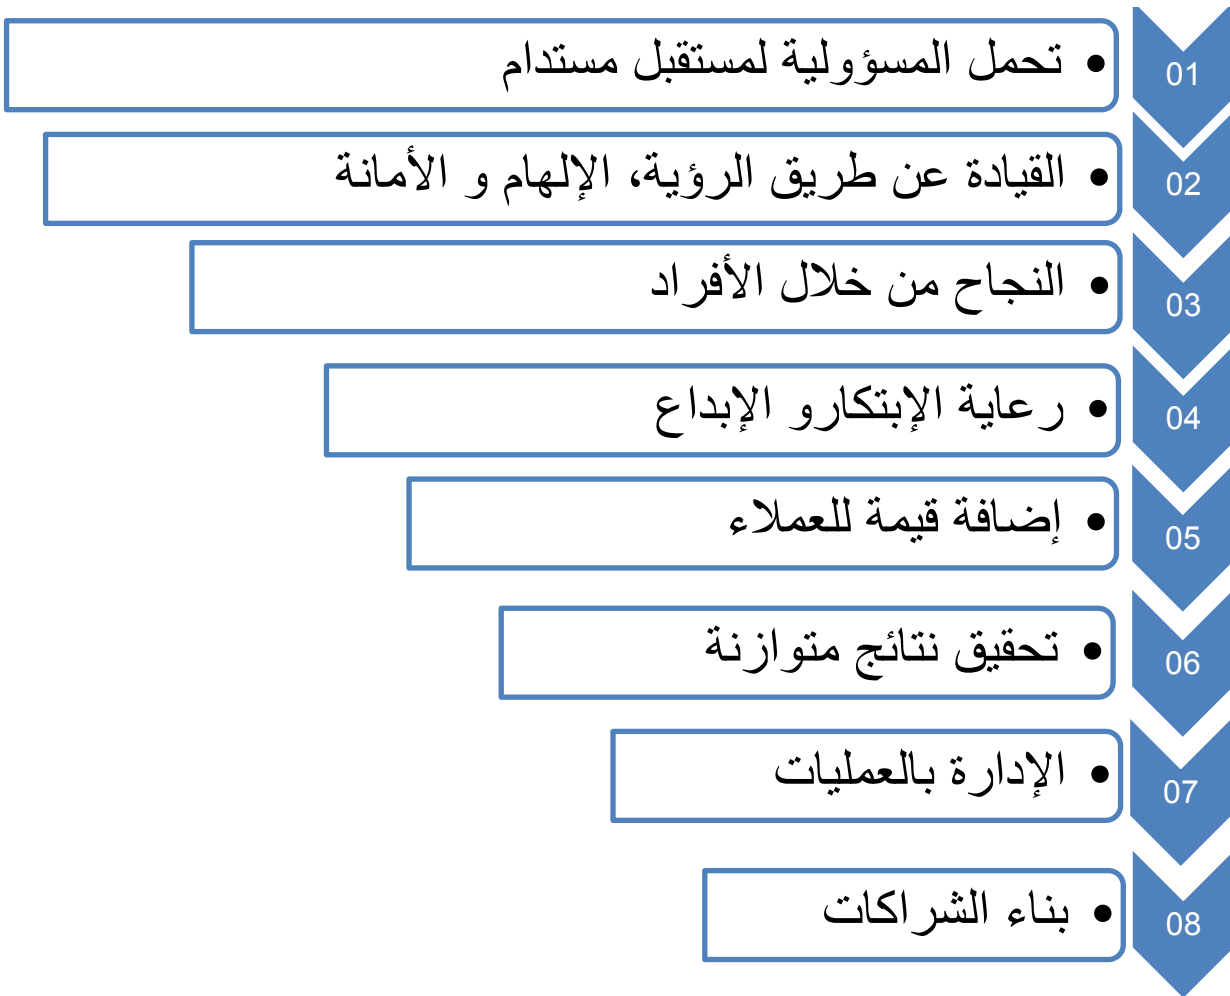 01
• تحمل المسؤولية لمستقبل مستدام
02
• القيادة عن طريق الرؤية، الإلهام و الأمانة
03
• النجاح من خلال الأفراد
04
• رعاية الإبتكارو الإبداع
05
• إضافة قيمة للعملاء
06
• تحقيق نتائج متوازنة
07
• الإدارة بالعمليات
08
• بناء الشراكات